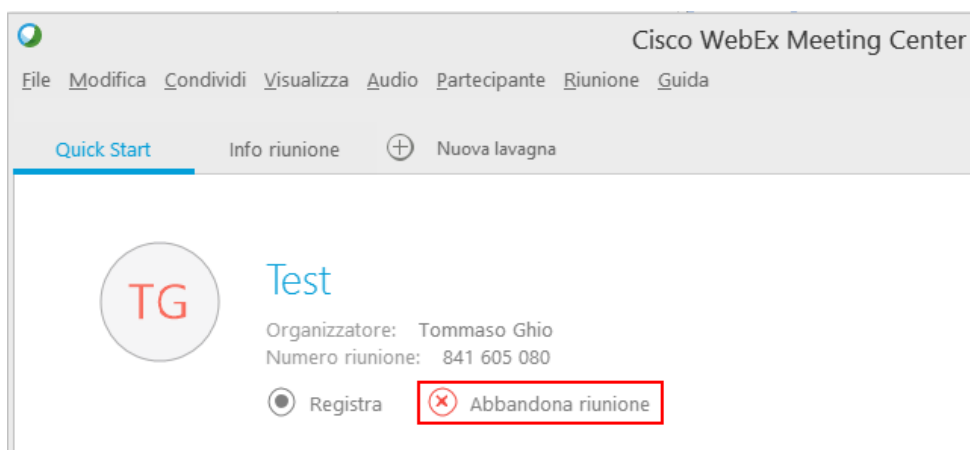 Cisco WebEx Meeting Center
File Modifica Condividi Visualizza Audio Partecipante Riunione Guida
Quick Start Info riunione Nuova lavagna
TG
Test
Organizzatore: Tommaso Ghio
Numero riunione: 841 605 080
Registra Abbandona riunione